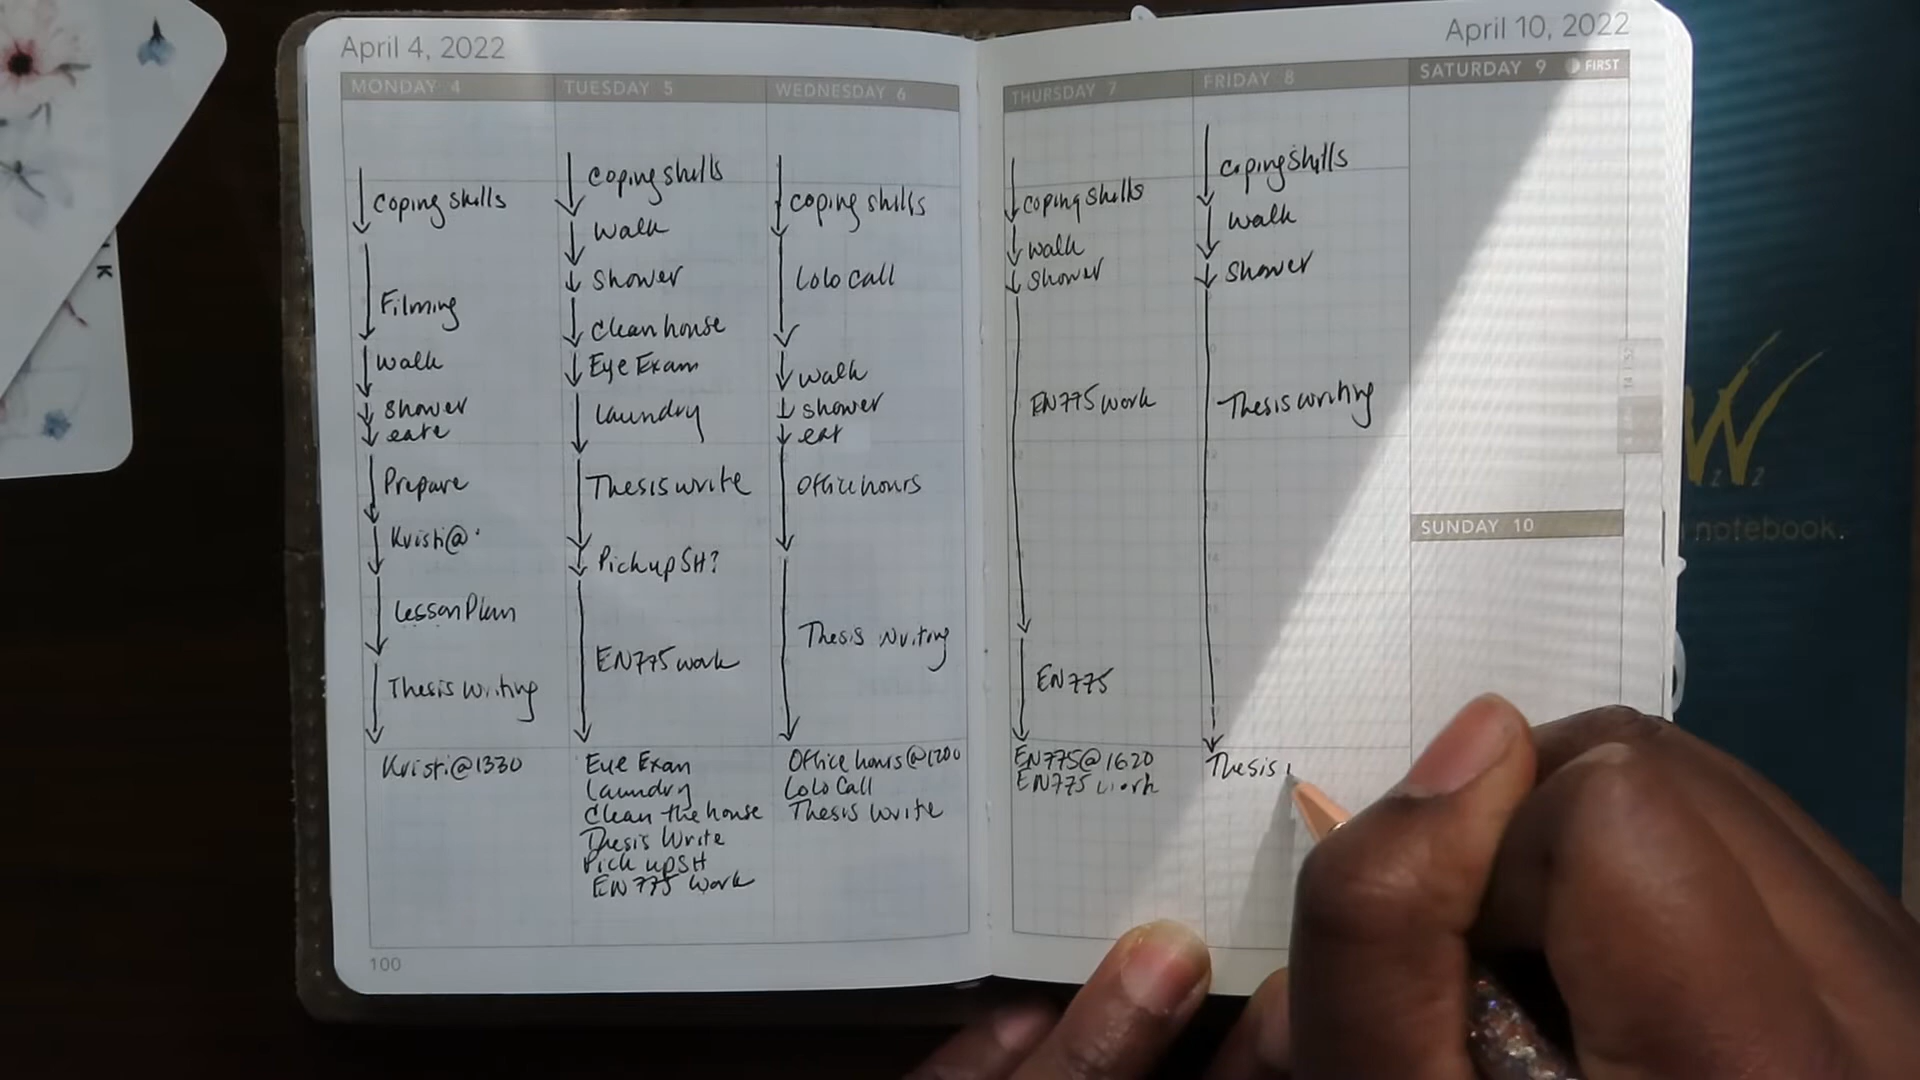 April 4, 2022
MONDAY 4
Coping skills
Filming
Walk
Shower
eate
Prepare
Kristi@
Lesson Plan
Thesis Writing
Kristi@1330
100
TUESDAY 5
Coping skills
Walk
Shower
Clean house
Eye Exam
Laundry
Thesis write
Pick up SH?
EN775 work
Eye Exan
Laundry
Clean the house
Thesis Write
Pick up SH
EN775 Work
WEDNESDAY 6
Coping skills
Lolo Call
Walk
Shower
eat
Office hours
Thesis Writing
Office hours@1200
Lolo Call
Thesis Write
April 10, 2022
THURSDAY 7
Coping skills
Walk
Shower
EN775 work
EN775
EN775@1620
EN775 work
FRIDAY 8
Coping skills
Walk
Shower
Thesis writing
Thesis
SATURDAY 9 FIRST
SUNDAY 10
notebook.
K